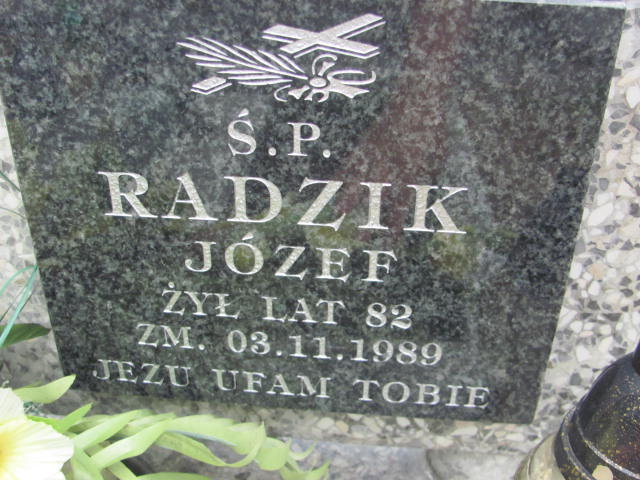 Ś.P.
RADZIK
JÓZEF
ŻYŁ LAT 82
ZM. 03.11.1989
JEZU UFAM TOBIE